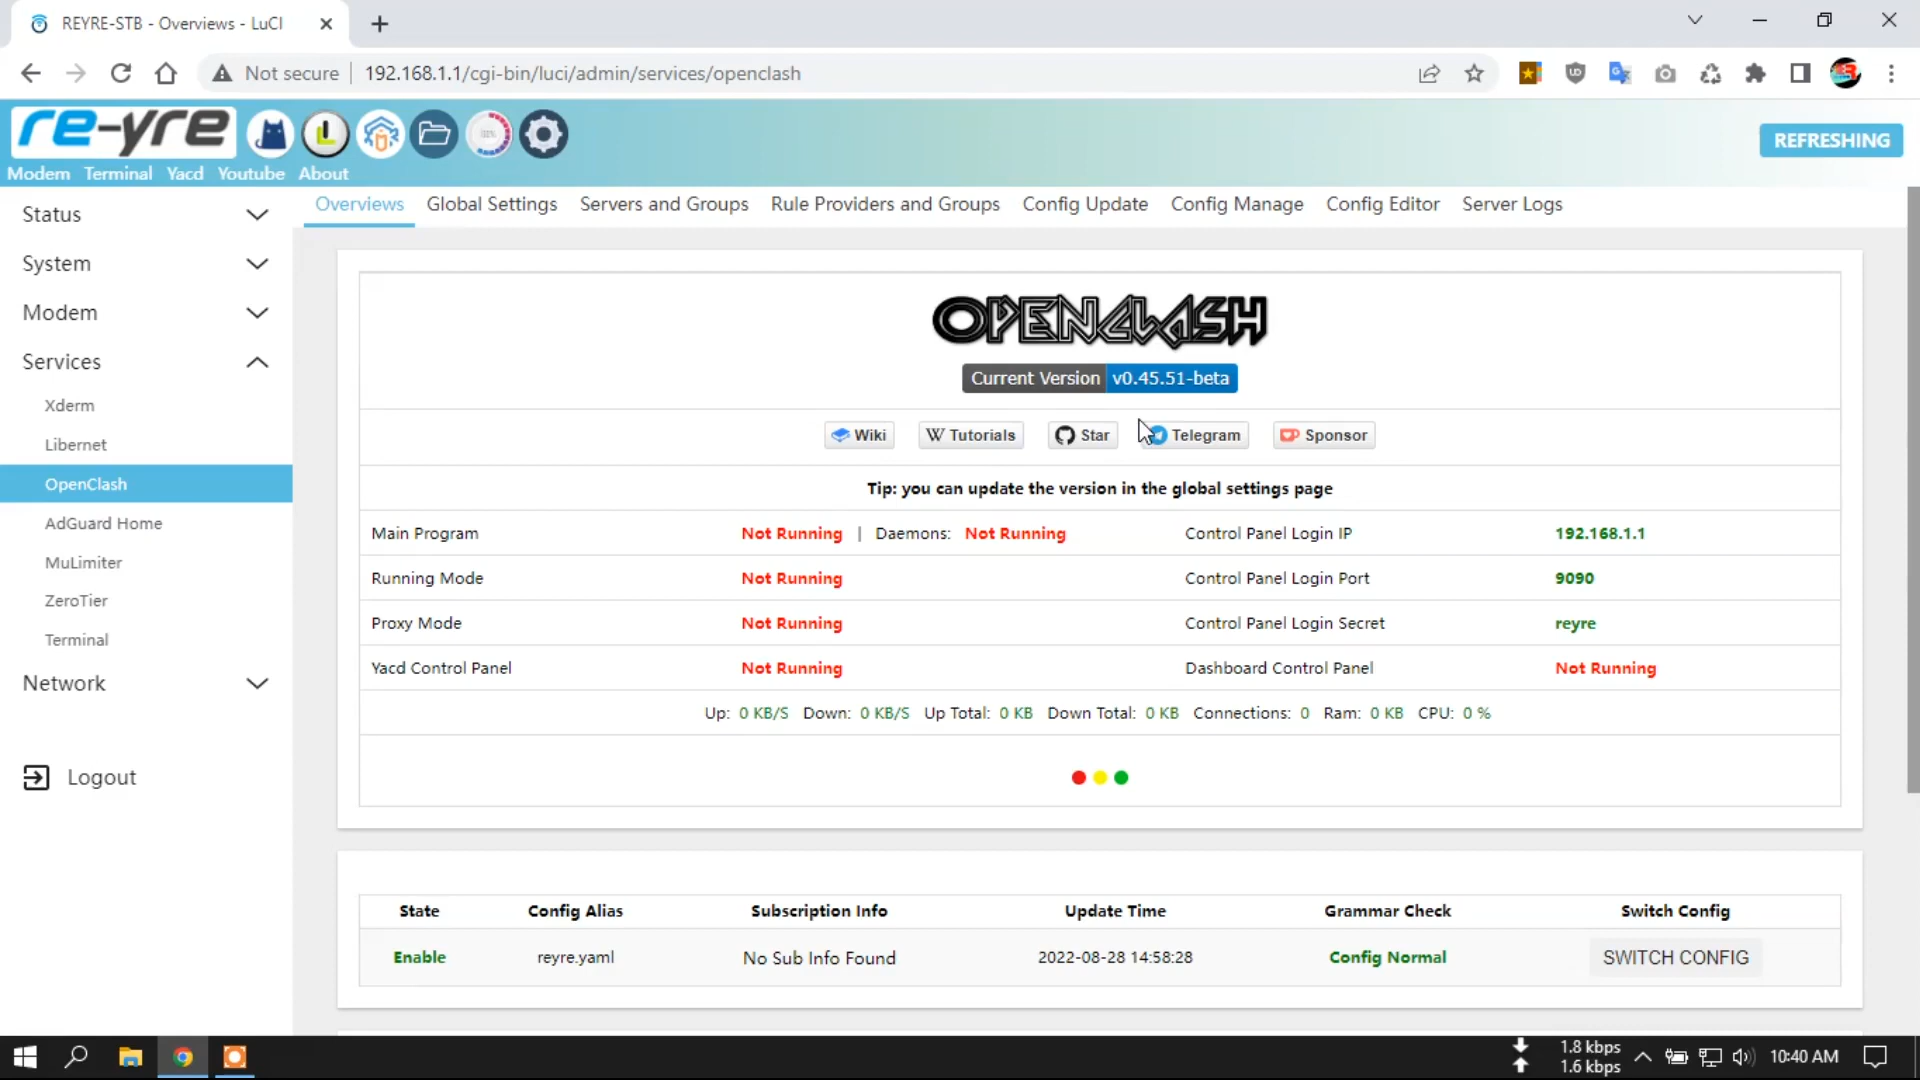 REYRE-STB - Overviews - LuCI
Not secure 192.168.1.1/cgi-bin/luci/admin/services/openclash
re-yre
REFRESHING
Modem Terminal Yacd Youtube About
Status
System
Modem
Services
Xderm
Libernet
OpenClash
AdGuard Home
MuLimiter
ZeroTier
Terminal
Network
Logout
Overviews Global Settings Servers and Groups Rule Providers and Groups Config Update Config Manage Config Editor Server Logs
OPENCLASH
Current Version v0.45.51-beta
Wiki Tutorials Star Telegram Sponsor
Tip: you can update the version in the global settings page
Main Program Not Running | Daemons: Not Running Control Panel Login IP 192.168.1.1
Running Mode Not Running Control Panel Login Port 9090
Proxy Mode Not Running Control Panel Login Secret reyre
Yacd Control Panel Not Running Dashboard Control Panel Not Running
Up: 0 KB/S Down: 0 KB/S Up Total: 0 KB Down Total: 0 KB Connections: 0 Ram: 0 KB CPU: 0 %
State Config Alias Subscription Info Update Time Grammar Check Switch Config
Enable reyre.yaml No Sub Info Found 2022-08-28 14:58:28 Config Normal SWITCH CONFIG
1.8 kbps
1.6 kbps
10:40 AM